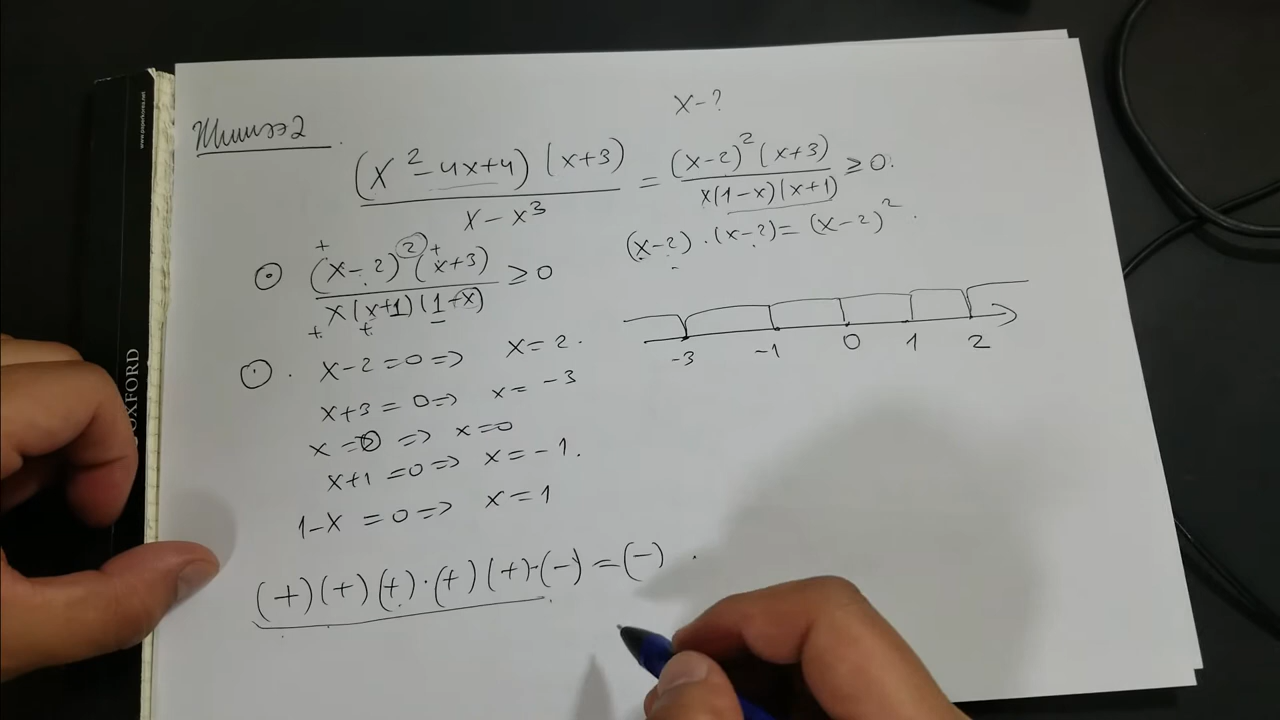 Жишээ2
x-?
(x²-4x+4)(x+3) / x-x³ = (x-2)²(x+3) / x(1-x)(x+1) ≥ 0.
(x-2)·(x-2)=(x-2)².
(x-2)²(x+3) / x(x+1)(1-x) ≥ 0
+ + + + -
-3 -1 0 1 2
x-2=0=> x=2.
x+3=0=> x=-3
x=0 => x=0
x+1=0=> x=-1.
1-x=0=> x=1
(+)(+)(+)·(+)(+)·(-)=(-)
OXFORD